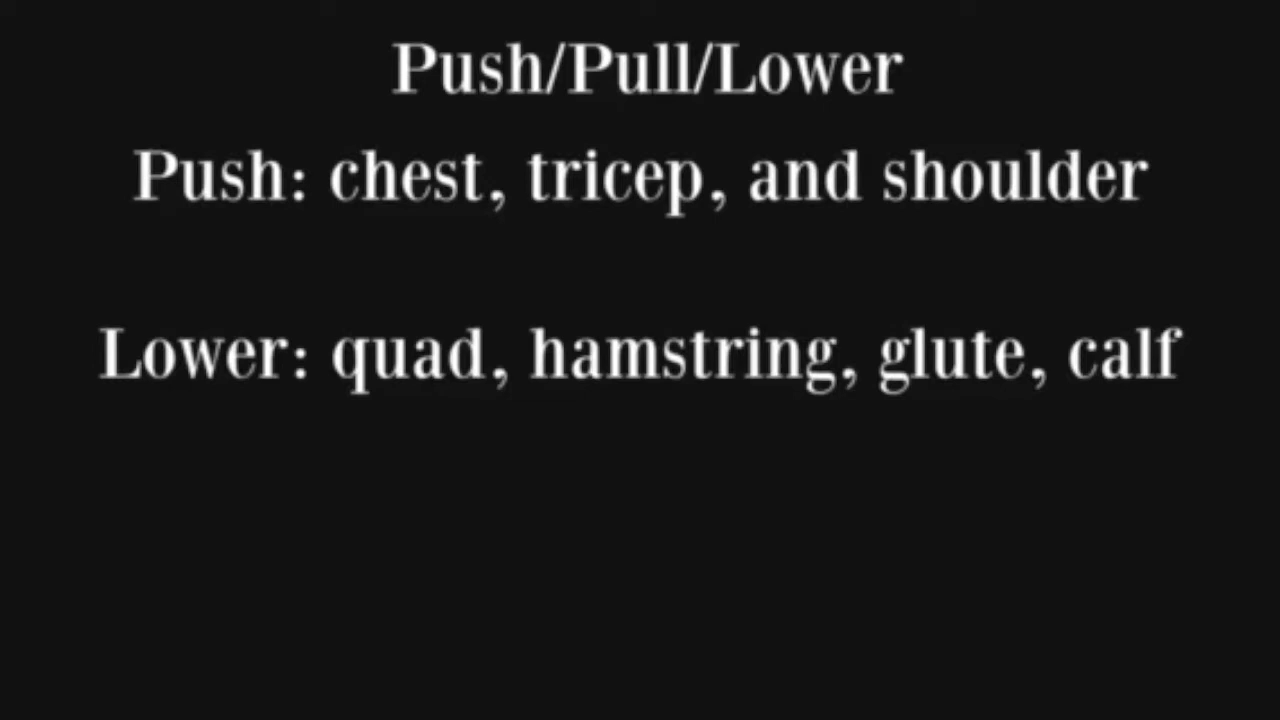 Push/Pull/Lower
Push: chest, tricep, and shoulder
Lower: quad, hamstring, glute, calf